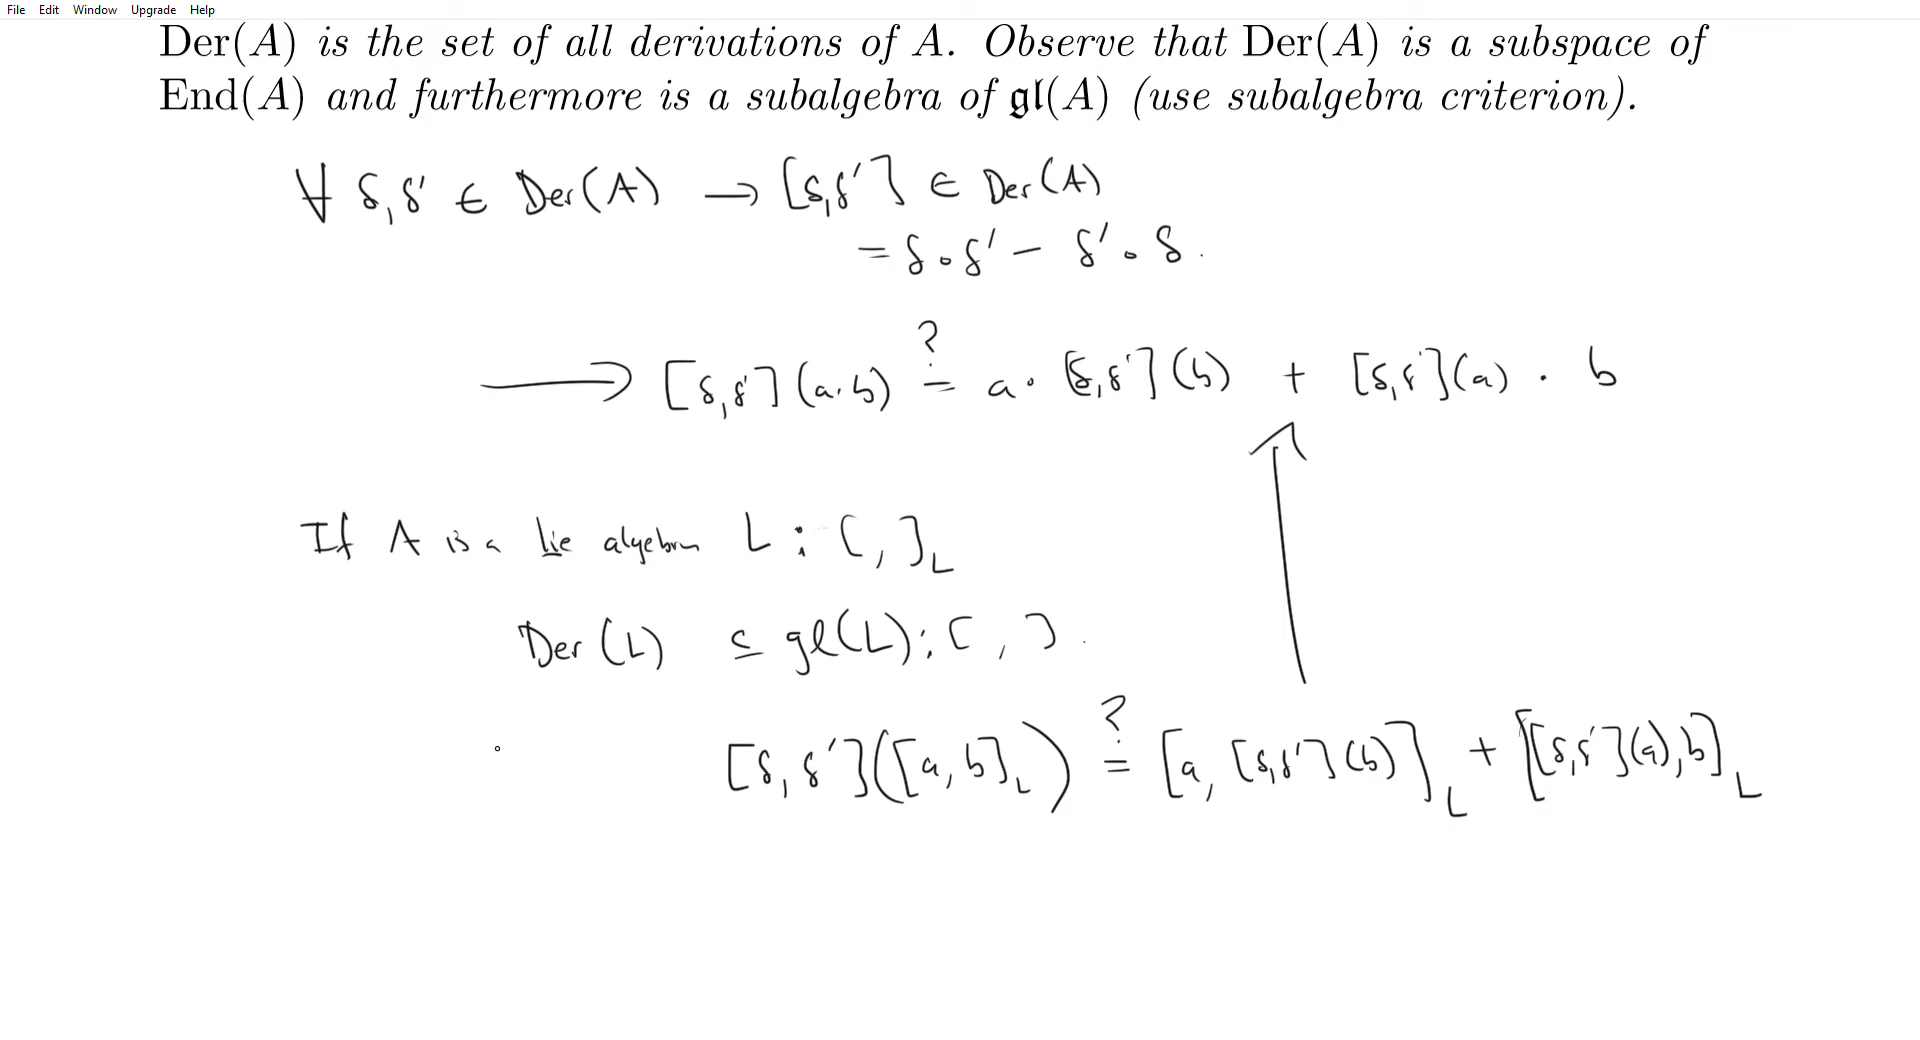 File Edit Window Upgrade Help
Der(A) is the set of all derivations of A. Observe that Der(A) is a subspace of
End(A) and furthermore is a subalgebra of 𝔤𝔩(A) (use subalgebra criterion).
∀ δ,δ' ∈ Der(A) → [δ,δ'] ∈ Der(A)
= δ∘δ' − δ'∘δ.
→ [δ,δ'](a·b) ?= a·[δ,δ'](b) + [δ,δ'](a) · b
If A is a Lie algebra L : [,]_L
Der(L) ⊆ gl(L); [,].
[δ,δ']([a,b]_L) ?= [a,[δ,δ'](b)]_L + [[δ,δ'](a),b]_L